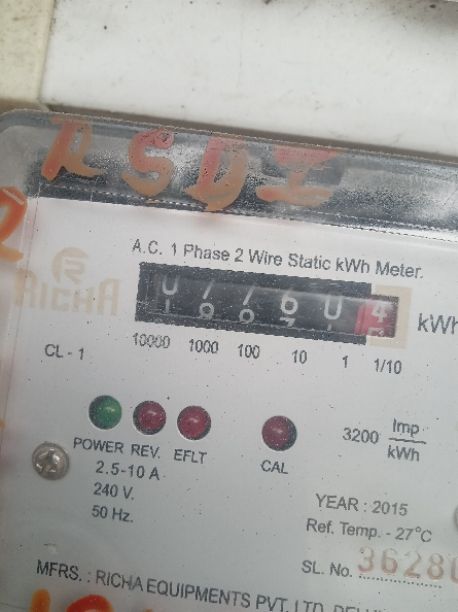 RSDI
A.C. 1 Phase 2 Wire Static kWh Meter.
RICHA
kWh
10000 1000 100 10 1 1/10
CL - 1
3200 Imp
kWh
POWER REV. EFLT CAL
2.5-10 A
240 V.
50 Hz.
YEAR : 2015
Ref. Temp. - 27°C
SL. No. 36280
MFRS. : RICHA EQUIPMENTS PVT. LTD.